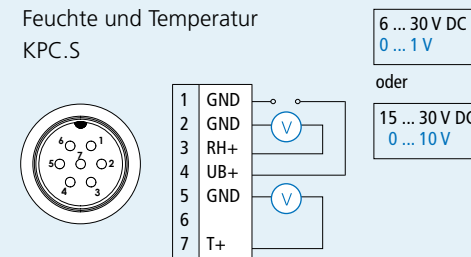 Feuchte und Temperatur
KPC.S
6 ... 30 V DC
0 ... 1 V
oder
15 ... 30 V DC
0 ... 10 V
1 GND
2 GND
V
3 RH+
4 UB+
5 GND
V
6
7 T+
6 1
7
5 2
4 3